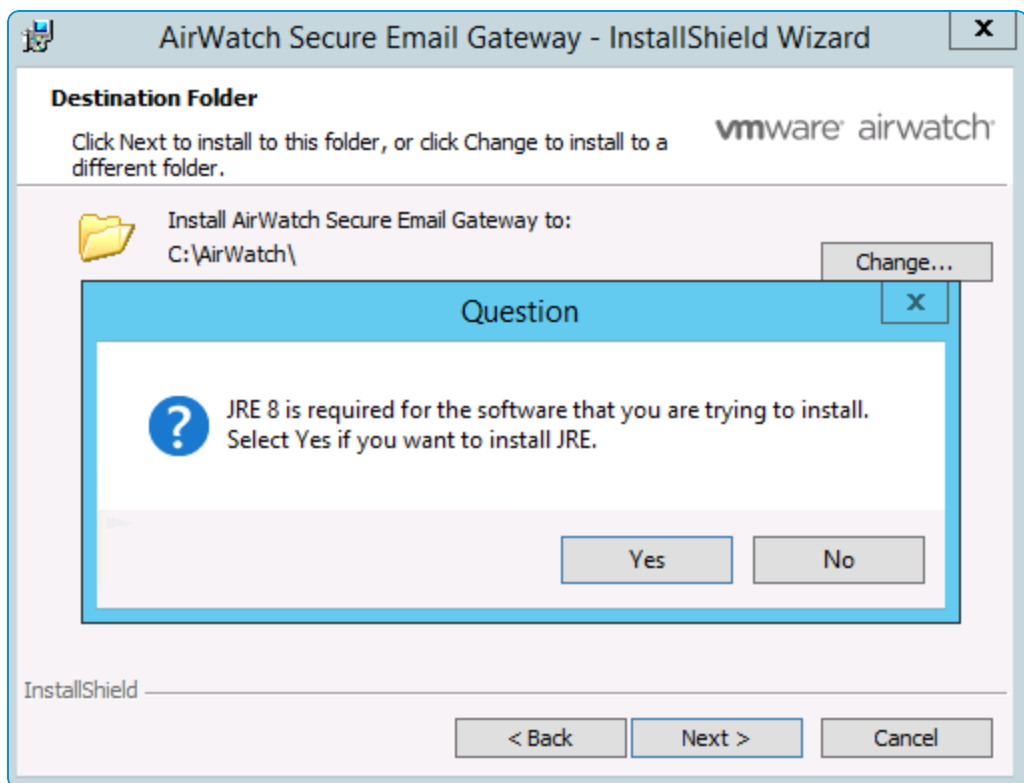 AirWatch Secure Email Gateway - InstallShield Wizard
x
Destination Folder
Click Next to install to this folder, or click Change to install to a
different folder.
vmware airwatch
Install AirWatch Secure Email Gateway to:
C:\AirWatch\
Change...
Question
x
JRE 8 is required for the software that you are trying to install.
Select Yes if you want to install JRE.
Yes
No
InstallShield
< Back
Next >
Cancel